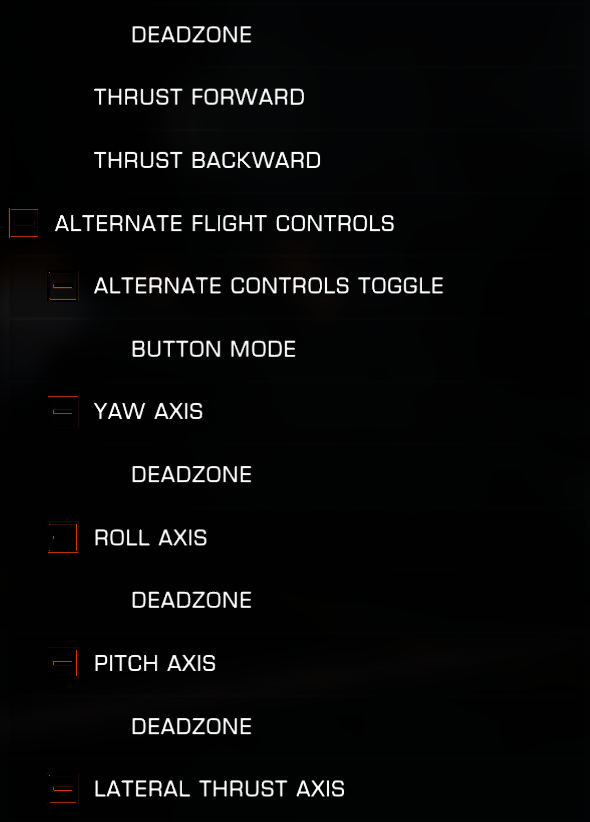 DEADZONE
THRUST FORWARD
THRUST BACKWARD
ALTERNATE FLIGHT CONTROLS
ALTERNATE CONTROLS TOGGLE
BUTTON MODE
YAW AXIS
DEADZONE
ROLL AXIS
DEADZONE
PITCH AXIS
DEADZONE
LATERAL THRUST AXIS